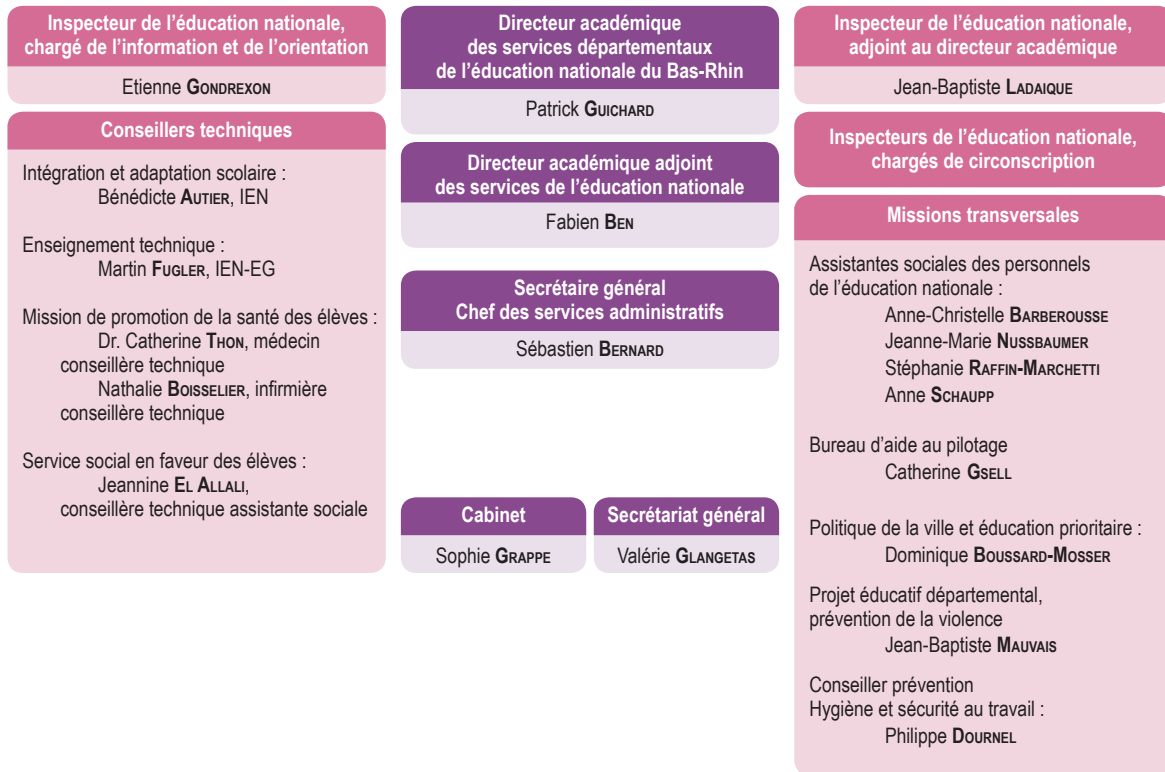 Inspecteur de l'éducation nationale,
chargé de l'information et de l'orientation
Etienne Gondrexon
Conseillers techniques
Intégration et adaptation scolaire :
Bénédicte Autier, IEN
Enseignement technique :
Martin Fugler, IEN-EG
Mission de promotion de la santé des élèves :
Dr. Catherine Thon, médecin
conseillère technique
Nathalie Boisselier, infirmière
conseillère technique
Service social en faveur des élèves :
Jeannine El Allali,
conseillère technique assistante sociale
Directeur académique
des services départementaux
de l'éducation nationale du Bas-Rhin
Patrick Guichard
Directeur académique adjoint
des services de l'éducation nationale
Fabien Ben
Secrétaire général
Chef des services administratifs
Sébastien Bernard
Cabinet
Sophie Grappe
Secrétariat général
Valérie Glangetas
Inspecteur de l'éducation nationale,
adjoint au directeur académique
Jean-Baptiste Ladaique
Inspecteurs de l'éducation nationale,
chargés de circonscription
Missions transversales
Assistantes sociales des personnels
de l'éducation nationale :
Anne-Christelle Barberousse
Jeanne-Marie Nussbaumer
Stéphanie Raffin-Marchetti
Anne Schaupp
Bureau d'aide au pilotage
Catherine Gsell
Politique de la ville et éducation prioritaire :
Dominique Boussard-Mosser
Projet éducatif départemental,
prévention de la violence
Jean-Baptiste Mauvais
Conseiller prévention
Hygiène et sécurité au travail :
Philippe Dournel